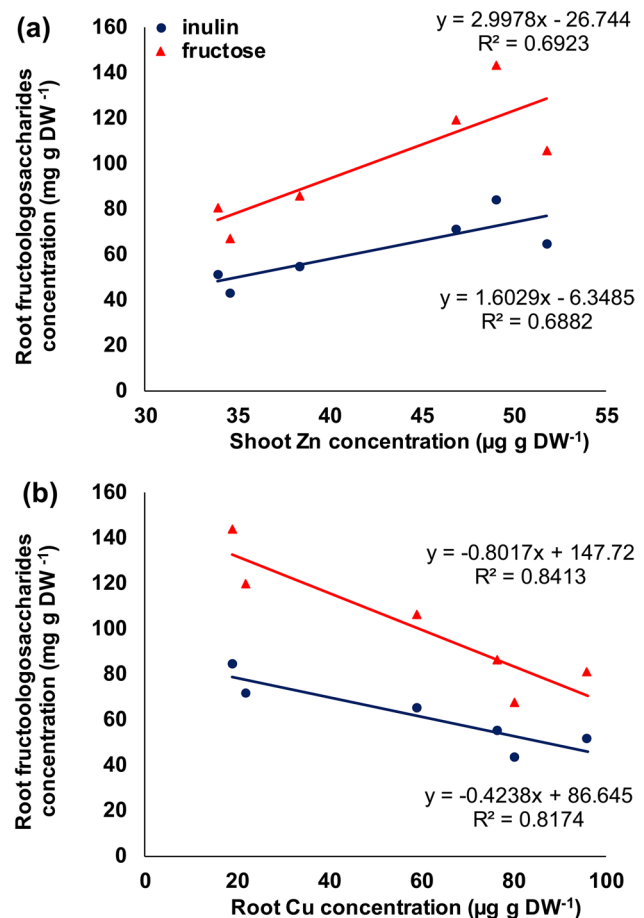 (a)
inulin
fructose
y = 2.9978x - 26.744
R² = 0.6923
Root fructoologosaccharides
concentration (mg g DW⁻¹)
160
140
120
100
80
60
40
20
0
y = 1.6029x - 6.3485
R² = 0.6882
30 35 40 45 50 55
Shoot Zn concentration (µg g DW⁻¹)
(b)
Root fructoologosaccharides
concentration (mg g DW⁻¹)
160
140
120
100
80
60
40
20
0
y = -0.8017x + 147.72
R² = 0.8413
y = -0.4238x + 86.645
R² = 0.8174
0 20 40 60 80 100
Root Cu concentration (µg g DW⁻¹)